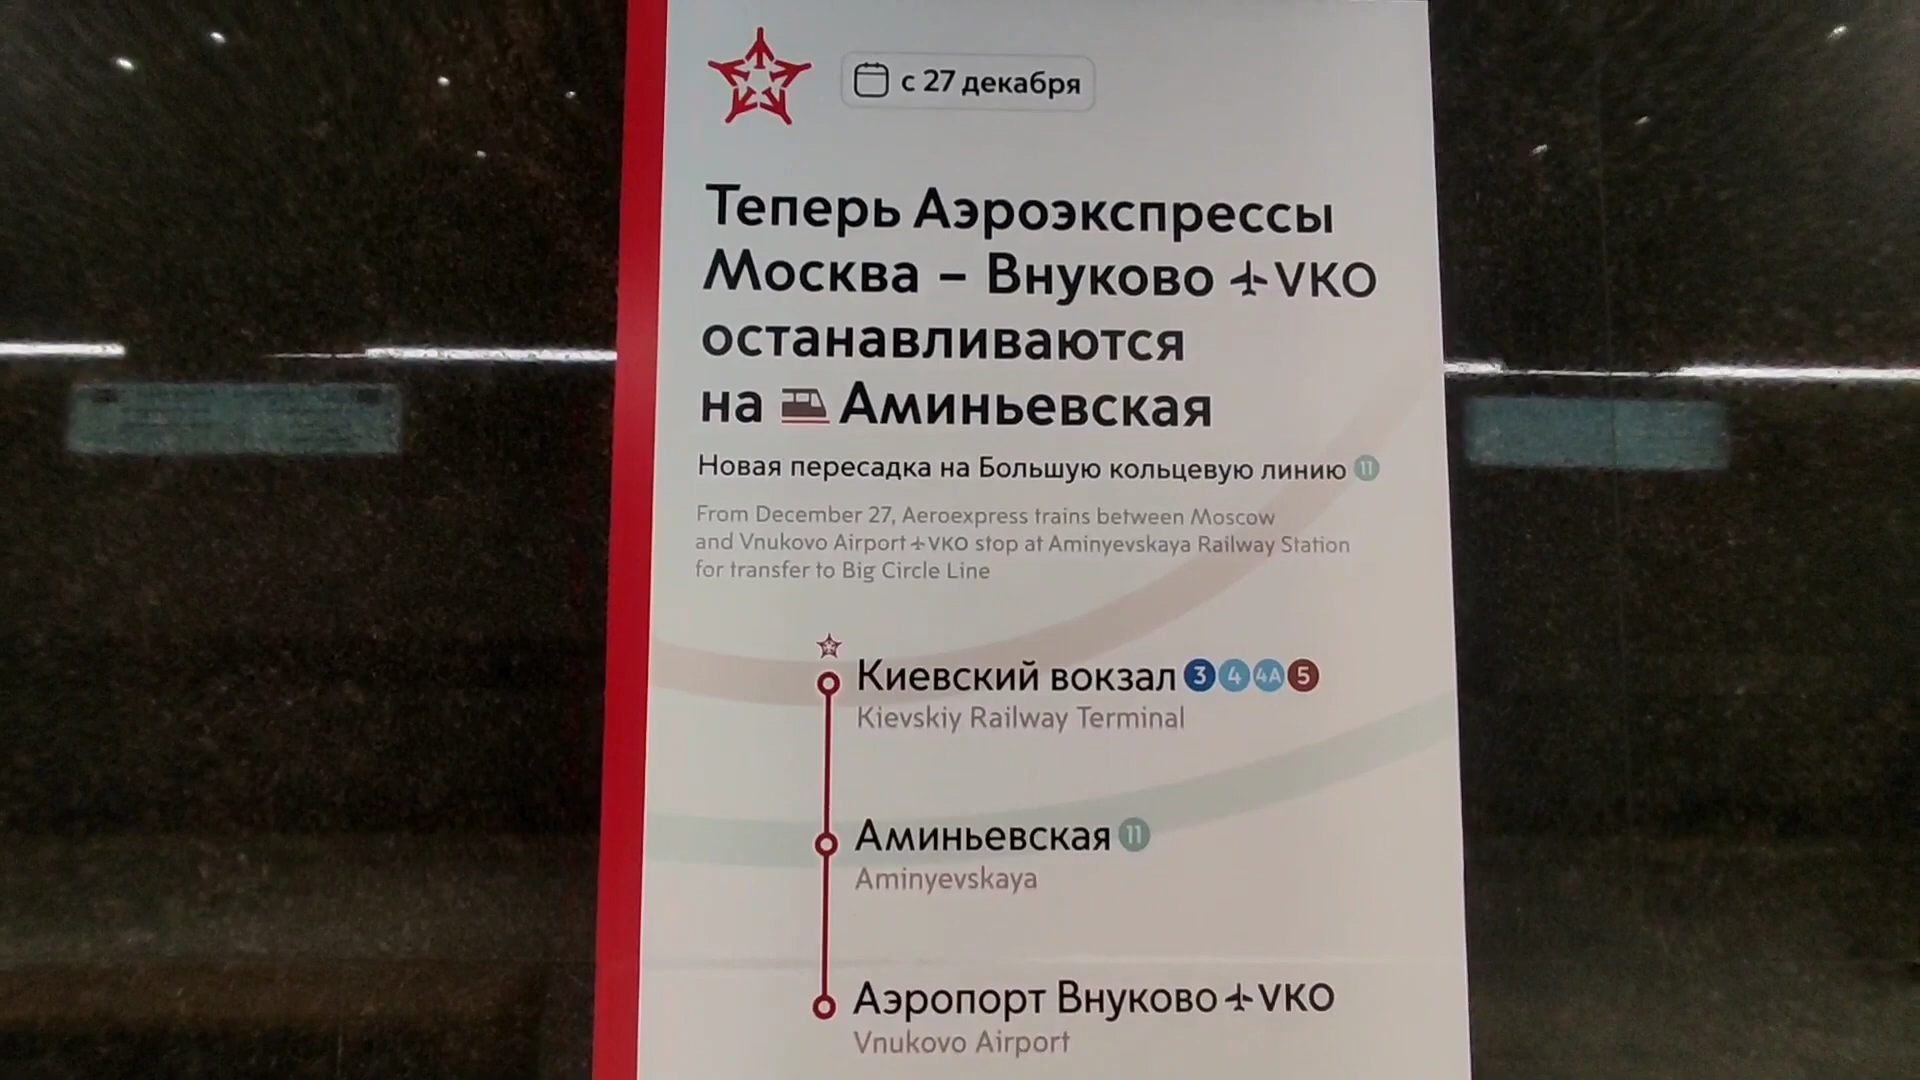 с 27 декабря
Теперь Аэроэкспрессы
Москва – Внуково VKO
останавливаются
на Аминьевская
Новая пересадка на Большую кольцевую линию 11
From December 27, Aeroexpress trains between Moscow
and Vnukovo Airport VKO stop at Aminyevskaya Railway Station
for transfer to Big Circle Line
Киевский вокзал 3 4 4A 5
Kievskiy Railway Terminal
Аминьевская 11
Aminyevskaya
Аэропорт Внуково VKO
Vnukovo Airport